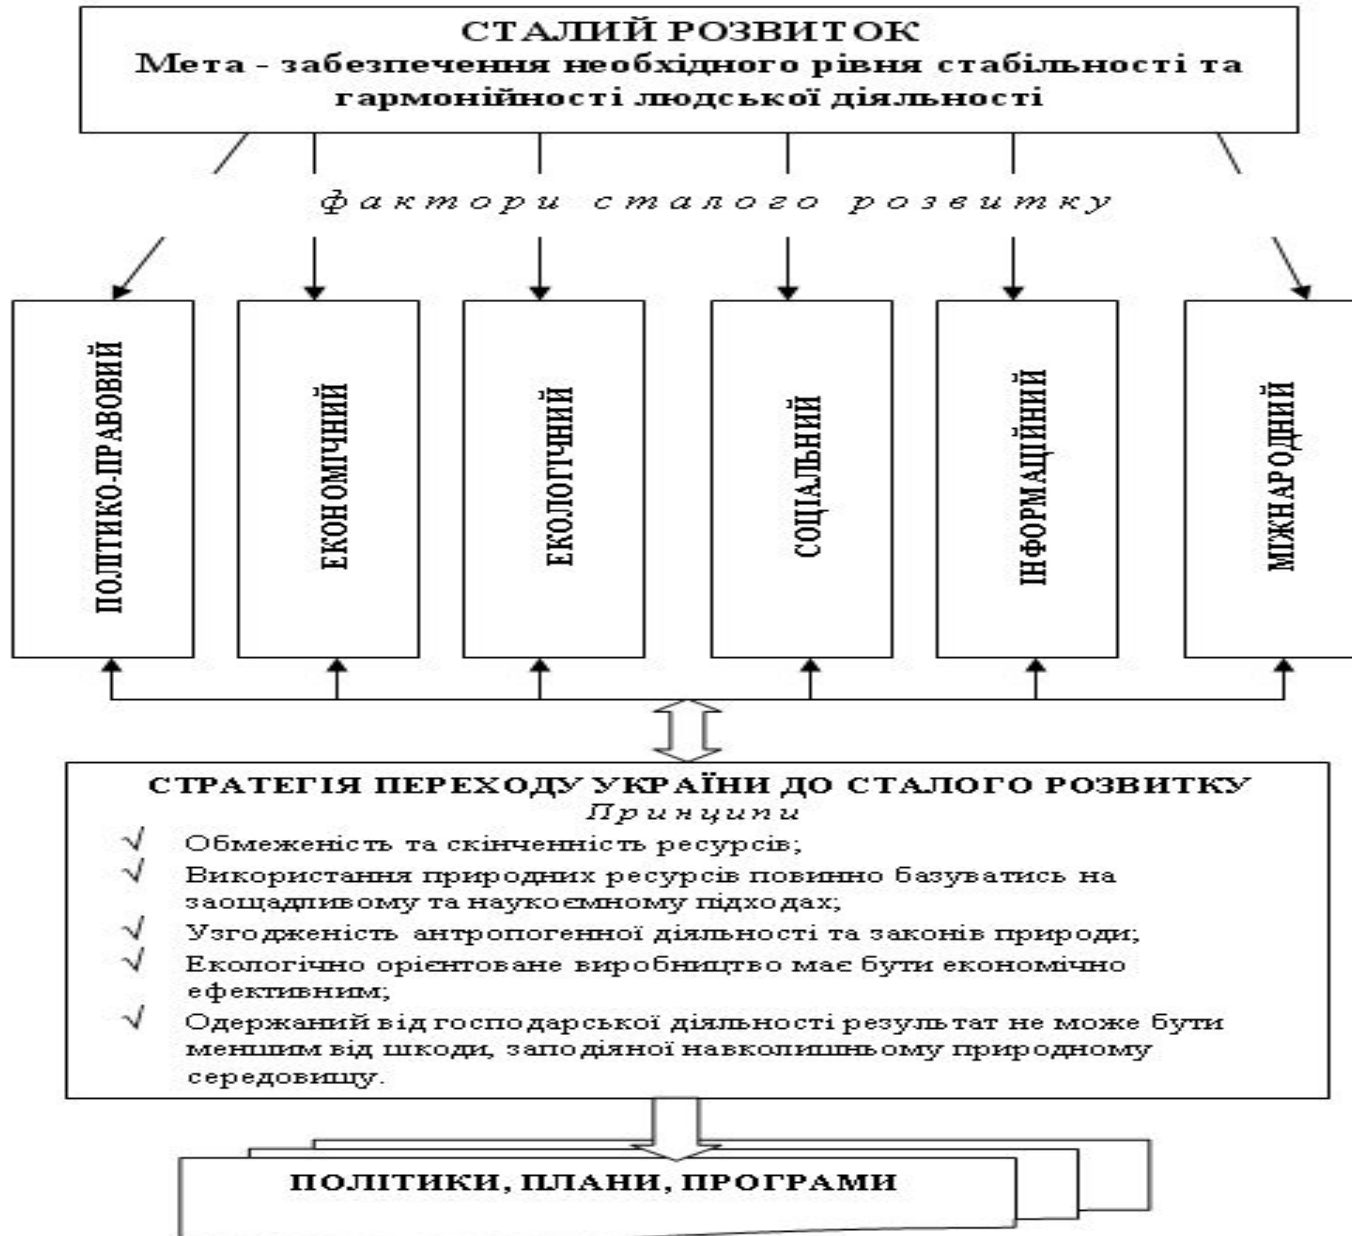 СТАЛИЙ РОЗВИТОК
Мета - забезпечення необхідного рівня стабільності та
гармонійності людської діяльності
фактори сталого розвитку
ПОЛІТИКО-ПРАВОВИЙ
ЕКОНОМІЧНИЙ
ЕКОЛОГІЧНИЙ
СОЦІАЛЬНИЙ
ІНФОРМАЦІЙНИЙ
МІЖНАРОДНИЙ
СТРАТЕГІЯ ПЕРЕХОДУ УКРАЇНИ ДО СТАЛОГО РОЗВИТКУ
Принципи
√ Обмеженість та скінченність ресурсів;
√ Використання природних ресурсів повинно базуватись на
заощадливому та наукоємному підходах;
√ Узгодженість антропогенної діяльності та законів природи;
√ Екологічно орієнтоване виробництво має бути економічно
ефективним;
√ Одержаний від господарської діяльності результат не може бути
меншим від шкоди, заподіяної навколишньому природному
середовищу.
ПОЛІТИКИ, ПЛАНИ, ПРОГРАМИ